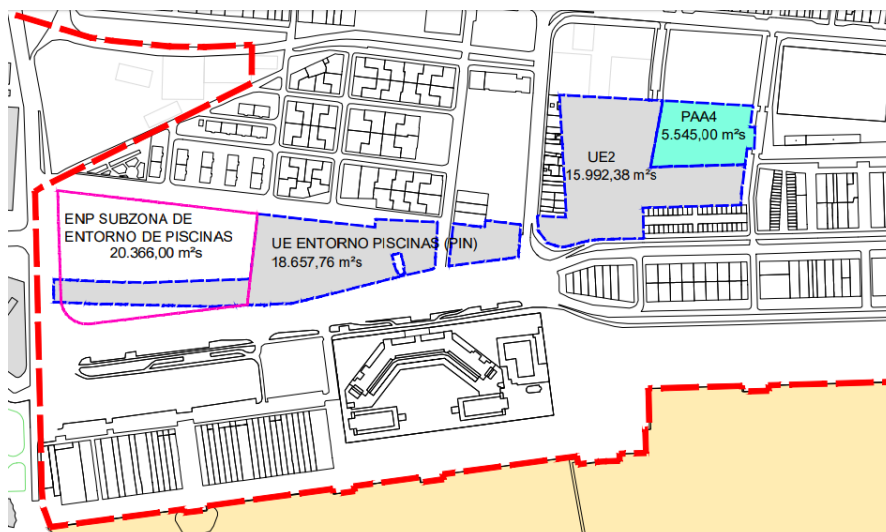 PAA4
5.545,00 m²s
UE2
15.992,38 m²s
ENP SUBZONA DE
ENTORNO DE PISCINAS
20.366,00 m²s
UE ENTORNO PISCINAS (PIN)
18.657,76 m²s